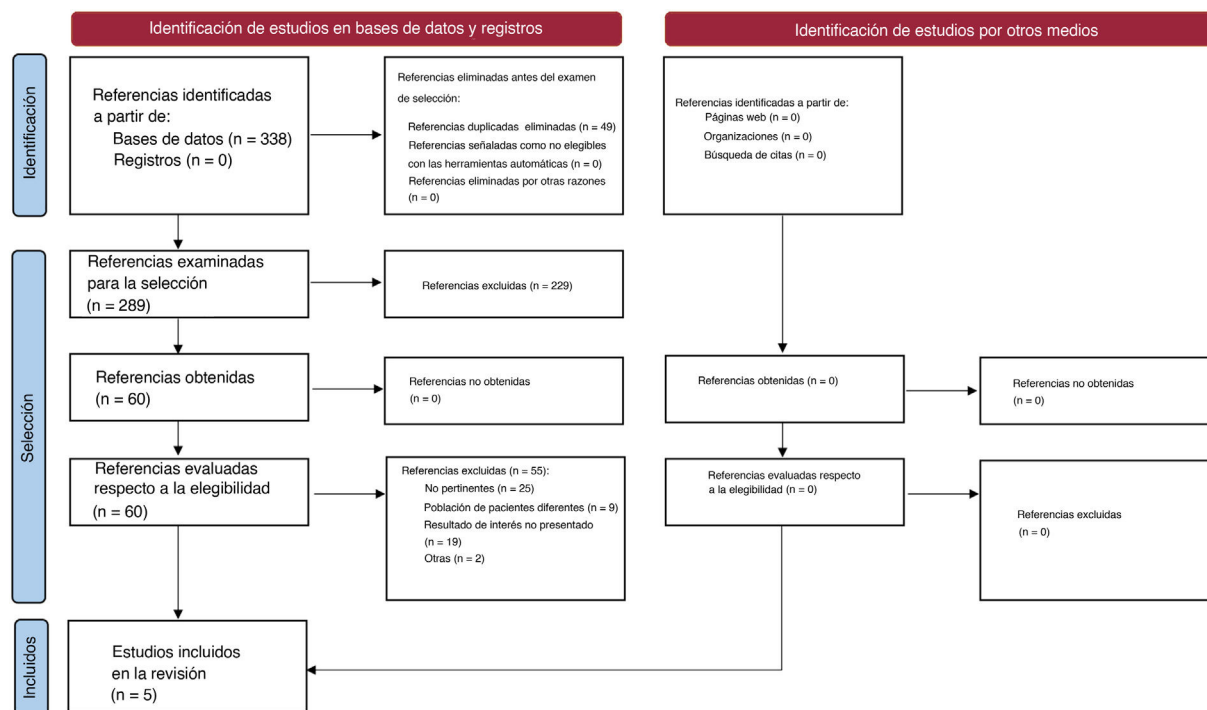 Identificación de estudios en bases de datos y registros
Identificación de estudios por otros medios
Identificación
Referencias identificadas
a partir de:
Bases de datos (n = 338)
Registros (n = 0)
Referencias eliminadas antes del examen
de selección:
Referencias duplicadas eliminadas (n = 49)
Referencias señaladas como no elegibles
con las herramientas automáticas (n = 0)
Referencias eliminadas por otras razones
(n = 0)
Referencias identificadas a partir de:
Páginas web (n = 0)
Organizaciones (n = 0)
Búsqueda de citas (n = 0)
Selección
Referencias examinadas
para la selección
(n = 289)
Referencias excluidas (n = 229)
Referencias obtenidas
(n = 60)
Referencias no obtenidas
(n = 0)
Referencias obtenidas (n = 0)
Referencias no obtenidas
(n = 0)
Referencias evaluadas
respecto a la elegibilidad
(n = 60)
Referencias excluidas (n = 55):
No pertinentes (n = 25)
Población de pacientes diferentes (n = 9)
Resultado de interés no presentado
(n = 19)
Otras (n = 2)
Referencias evaluadas respecto
a la elegibilidad (n = 0)
Referencias excluidas
(n = 0)
Incluidos
Estudios incluidos
en la revisión
(n = 5)